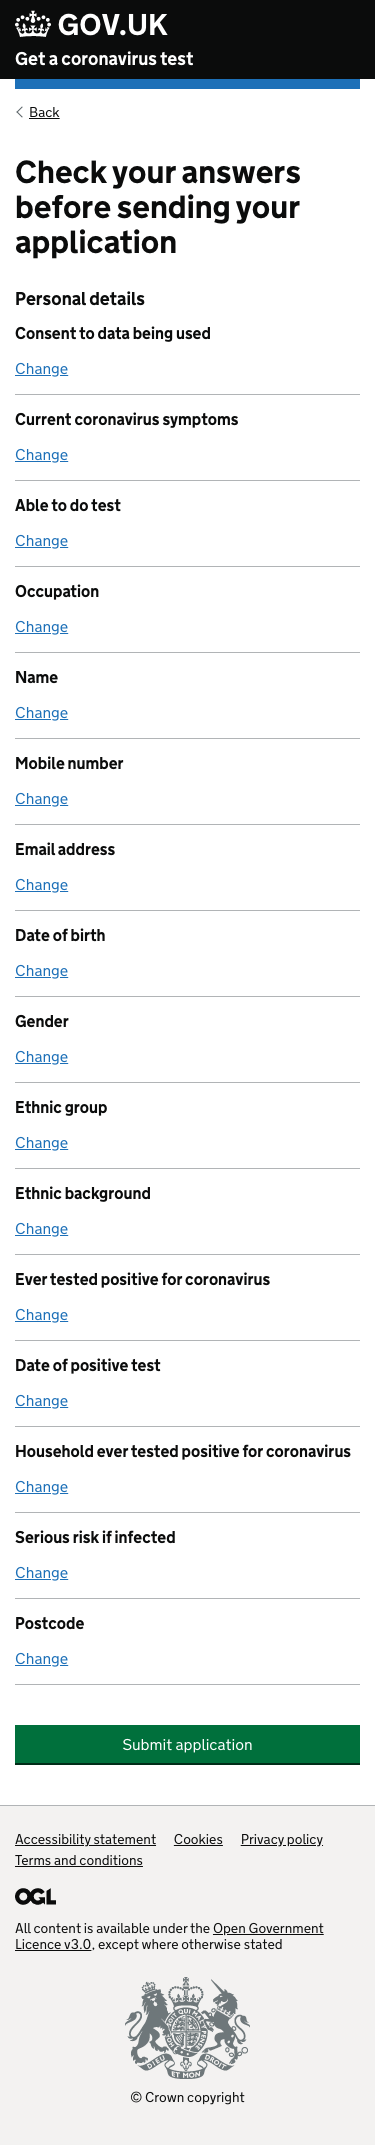 GOV.UK
Get a coronavirus test
Back
Check your answers
before sending your
application
Personal details
Consent to data being used
Change
Current coronavirus symptoms
Change
Able to do test
Change
Occupation
Change
Name
Change
Mobile number
Change
Email address
Change
Date of birth
Change
Gender
Change
Ethnic group
Change
Ethnic background
Change
Ever tested positive for coronavirus
Change
Date of positive test
Change
Household ever tested positive for coronavirus
Change
Serious risk if infected
Change
Postcode
Change
Submit application
Accessibility statement Cookies Privacy policy
Terms and conditions
OGL
All content is available under the Open Government
Licence v3.0, except where otherwise stated
DIEU ET MON DROIT
© Crown copyright